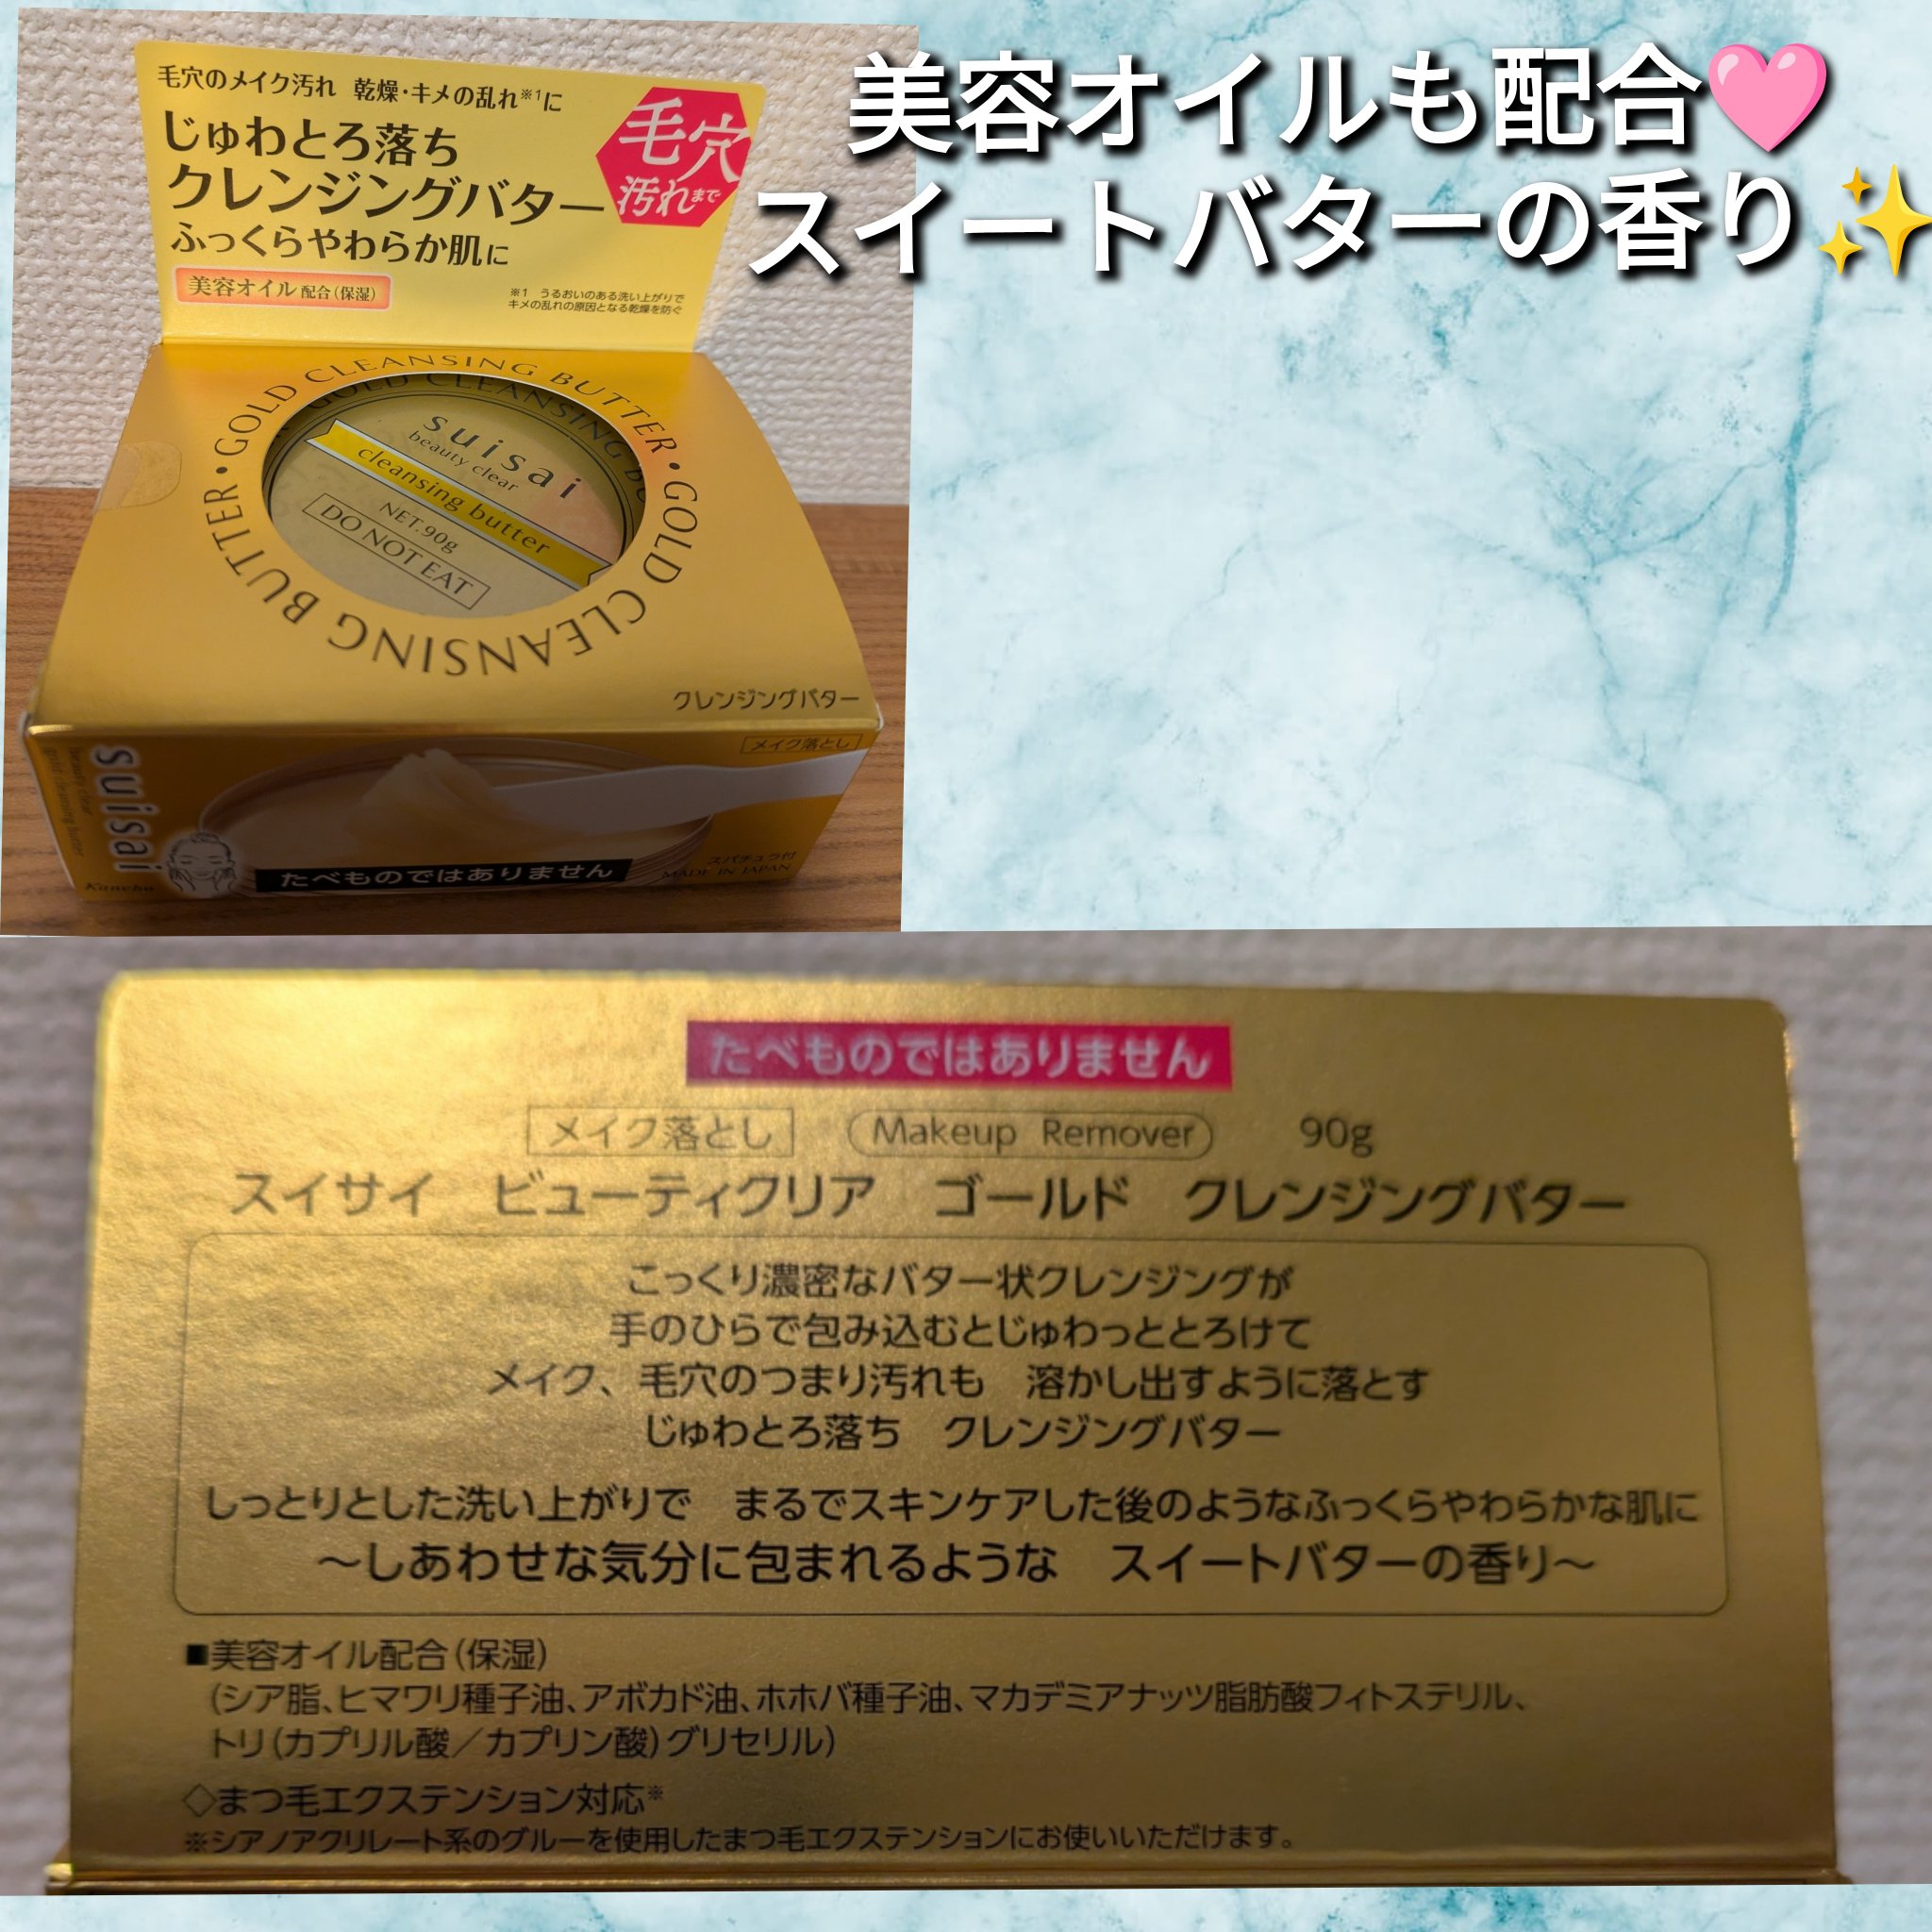 美容オイルも配合🩷
スイートバターの香り✨
毛穴のメイク汚れ 乾燥・キメの乱れ※1に
じゅわとろ落ち
クレンジングバター
ふっくらやわらか肌に
美容オイル配合(保湿)
毛穴
汚れまで
※1 うるおいのある洗い上がりで
キメの乱れの原因となる乾燥を防ぐ
GOLD CLEANSING BUTTER・GOLD CLEANSING BUTTER・
GOLD CLEANSING BU
suisai
beauty clear
cleansing butter
NET.90g
DO NOT EAT
クレンジングバター
メイク落とし
suisai
beauty clear
gold cleansing butter
Kanebo
たべものではありません
スパチュラ付
MADE IN JAPAN
たべものではありません
メイク落とし Makeup Remover 90g
スイサイ ビューティクリア ゴールド クレンジングバター
こっくり濃密なバター状クレンジングが
手のひらで包み込むとじゅわっととろけて
メイク、毛穴のつまり汚れも 溶かし出すように落とす
じゅわとろ落ち クレンジングバター
しっとりとした洗い上がりで まるでスキンケアした後のようなふっくらやわらかな肌に
～しあわせな気分に包まれるような スイートバターの香り～
■美容オイル配合(保湿)
(シア脂、ヒマワリ種子油、アボカド油、ホホバ種子油、マカデミアナッツ脂肪酸フィトステリル、
トリ(カプリル酸／カプリン酸)グリセリル)
◇まつ毛エクステンション対応※
※シアノアクリレート系のグルーを使用したまつ毛エクステンションにお使いいただけます。